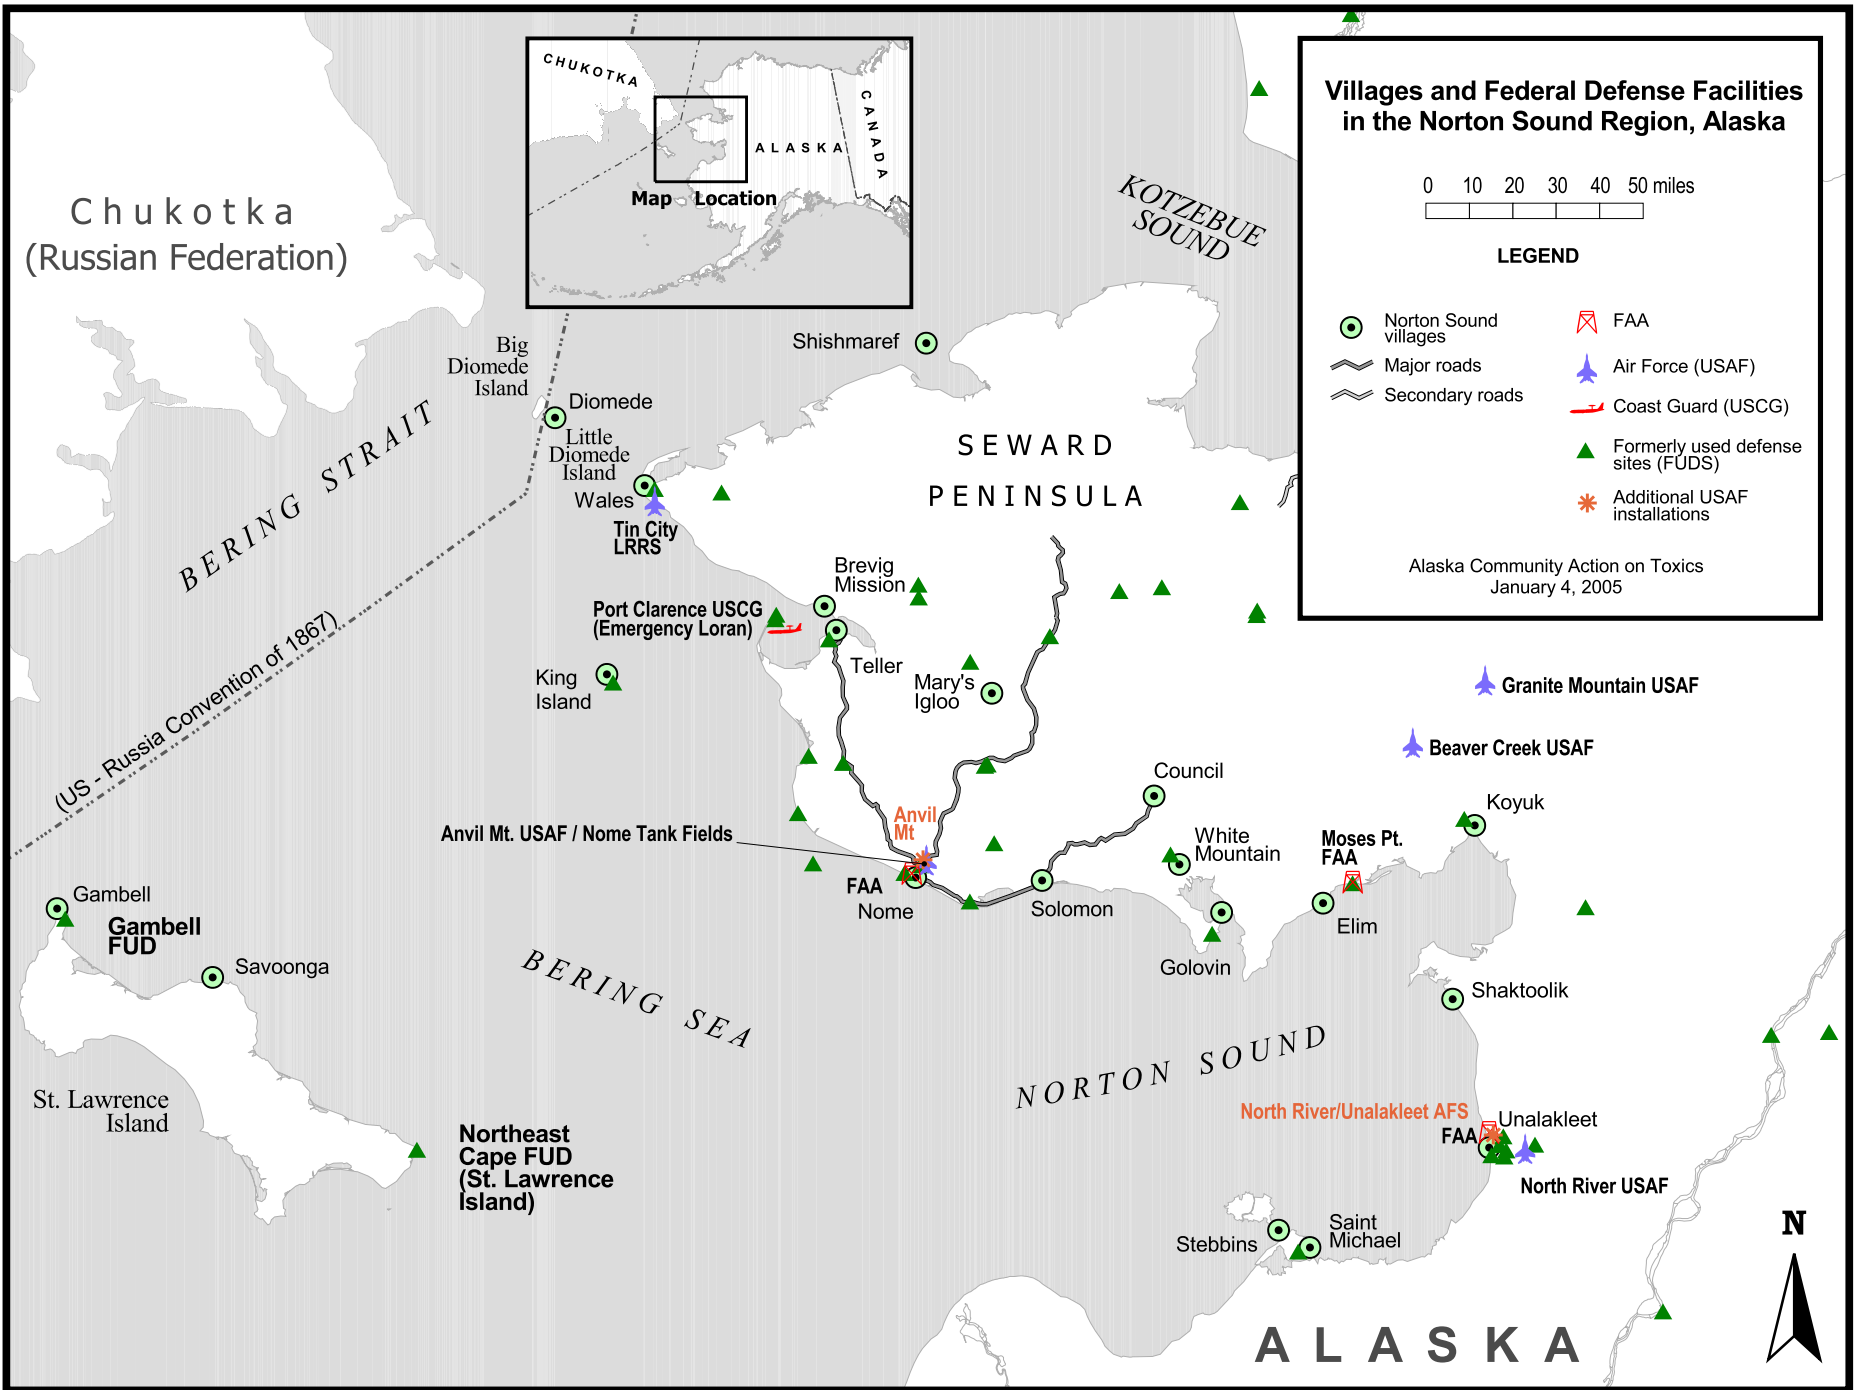 CHUKOTKA
ALASKA
CANADA
Map Location
Villages and Federal Defense Facilities
in the Norton Sound Region, Alaska
0 10 20 30 40 50 miles
LEGEND
Norton Sound
villages
Major roads
Secondary roads
FAA
Air Force (USAF)
Coast Guard (USCG)
Formerly used defense
sites (FUDS)
Additional USAF
installations
Alaska Community Action on Toxics
January 4, 2005
Chukotka
(Russian Federation)
KOTZEBUE
SOUND
Shishmaref
Big
Diomede
Island
Diomede
Little
Diomede
Island
BERING STRAIT
SEWARD
PENINSULA
Wales
Tin City
LRRS
Brevig
Mission
Port Clarence USCG
(Emergency Loran)
Teller
King
Island
Mary's
Igloo
(US - Russia Convention of 1867)
Granite Mountain USAF
Beaver Creek USAF
Council
Koyuk
Anvil
Mt
Anvil Mt. USAF / Nome Tank Fields
White
Mountain
Moses Pt.
FAA
FAA
Nome
Solomon
Elim
Gambell
Gambell
FUD
Savoonga
Golovin
BERING SEA
Shaktoolik
NORTON SOUND
St. Lawrence
Island
Northeast
Cape FUD
(St. Lawrence
Island)
North River/Unalakleet AFS
Unalakleet
FAA
North River USAF
Stebbins
Saint
Michael
N
ALASKA